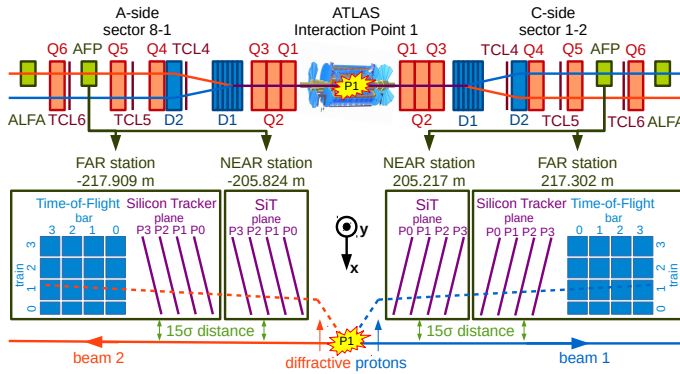 A-side
sector 8-1
ATLAS
Interaction Point 1
C-side
sector 1-2
Q6 AFP Q5 TCL4 Q4 Q3 Q1 Q1 Q3 TCL4 Q4 Q5 AFP Q6
P1
ALFA TCL6 TCL5 D2 D1 Q2 Q2 D1 D2 TCL5 TCL6 ALFA
FAR station
-217.909 m
NEAR station
-205.824 m
NEAR station
205.217 m
FAR station
217.302 m
Time-of-Flight
bar
3 2 1 0
train
3
2
1
0
Silicon Tracker
plane
P3 P2 P1 P0
SiT
plane
P3 P2 P1 P0
y
x
SiT
plane
P0 P1 P2 P3
Silicon Tracker
plane
P0 P1 P2 P3
Time-of-Flight
bar
0 1 2 3
3
2
1
0
train
15σ distance
15σ distance
P1
beam 2
diffractive protons
beam 1